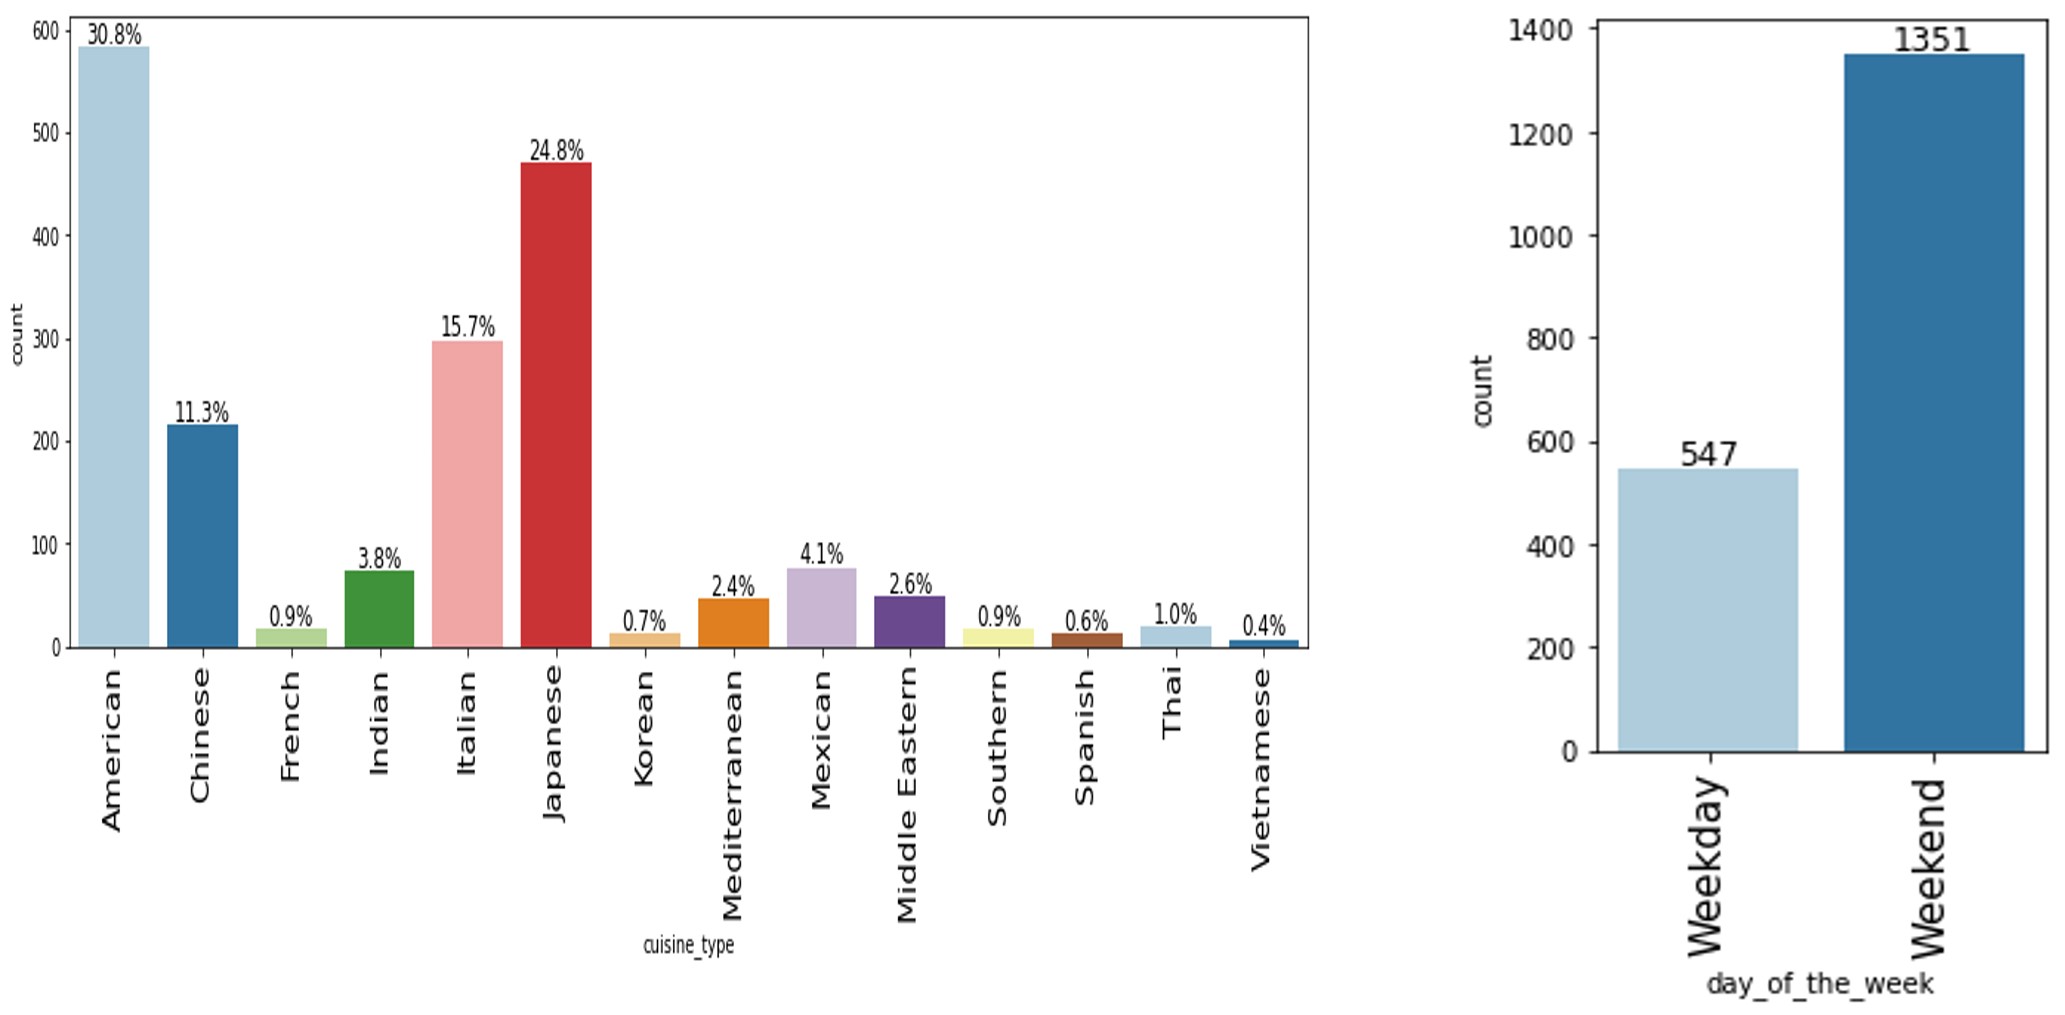 600
500
400
300
200
100
0
count
30.8%
11.3%
0.9%
3.8%
15.7%
24.8%
0.7%
2.4%
4.1%
2.6%
0.9%
0.6%
1.0%
0.4%
American
Chinese
French
Indian
Italian
Japanese
Korean
Mediterranean
Mexican
Middle Eastern
Southern
Spanish
Thai
Vietnamese
cuisine_type
1400
1200
1000
800
600
400
200
0
count
547
1351
Weekday
Weekend
day_of_the_week